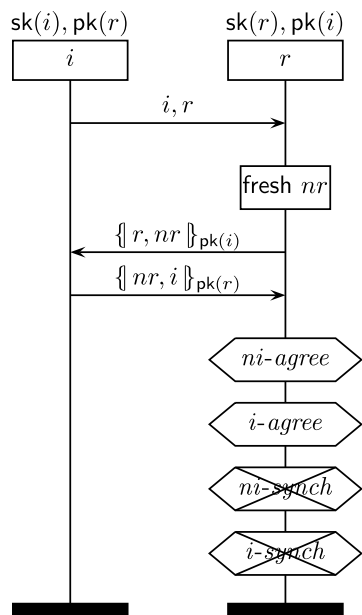 sk(i), pk(r) sk(r), pk(i)
i r
i, r
fresh nr
{| r, nr |}pk(i)
{| nr, i |}pk(r)
ni-agree
i-agree
ni-synch
i-synch